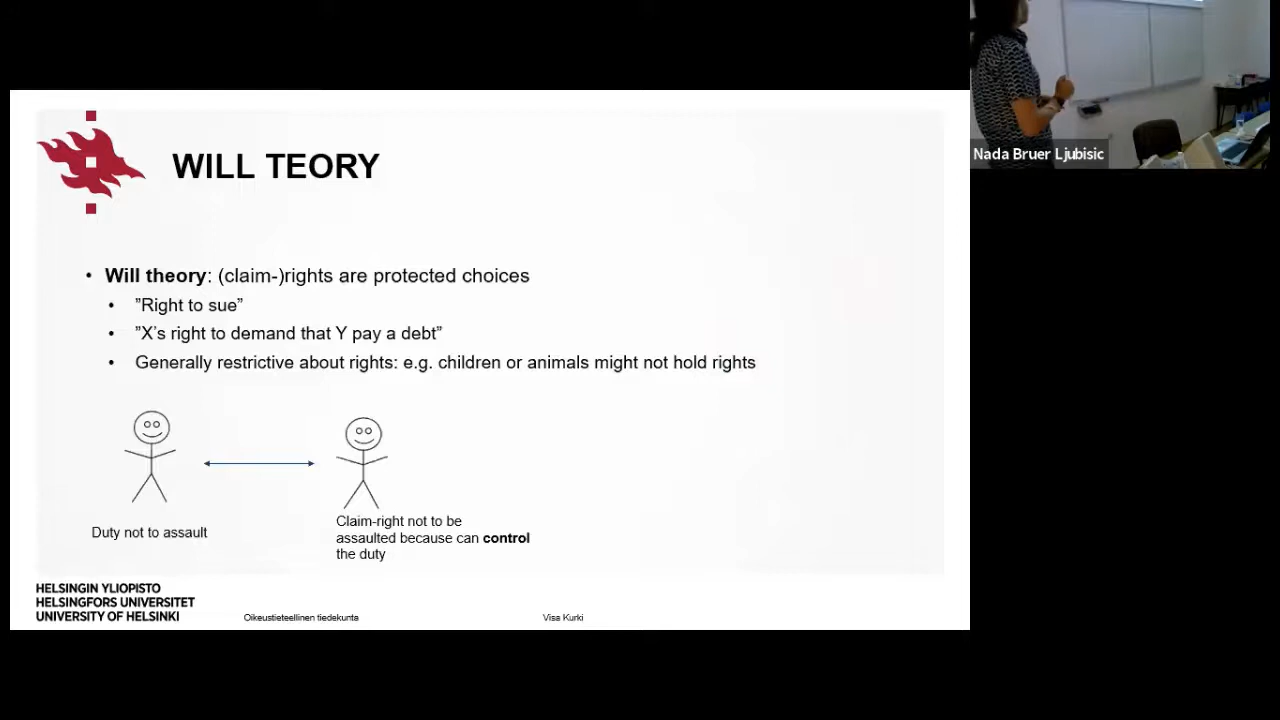 WILL TEORY
• Will theory: (claim-)rights are protected choices
• ”Right to sue”
• ”X’s right to demand that Y pay a debt”
• Generally restrictive about rights: e.g. children or animals might not hold rights
Duty not to assault
Claim-right not to be
assaulted because can control
the duty
HELSINGIN YLIOPISTO
HELSINGFORS UNIVERSITET
UNIVERSITY OF HELSINKI
Oikeustieteellinen tiedekunta
Visa Kurki
Nada Bruer Ljubisic